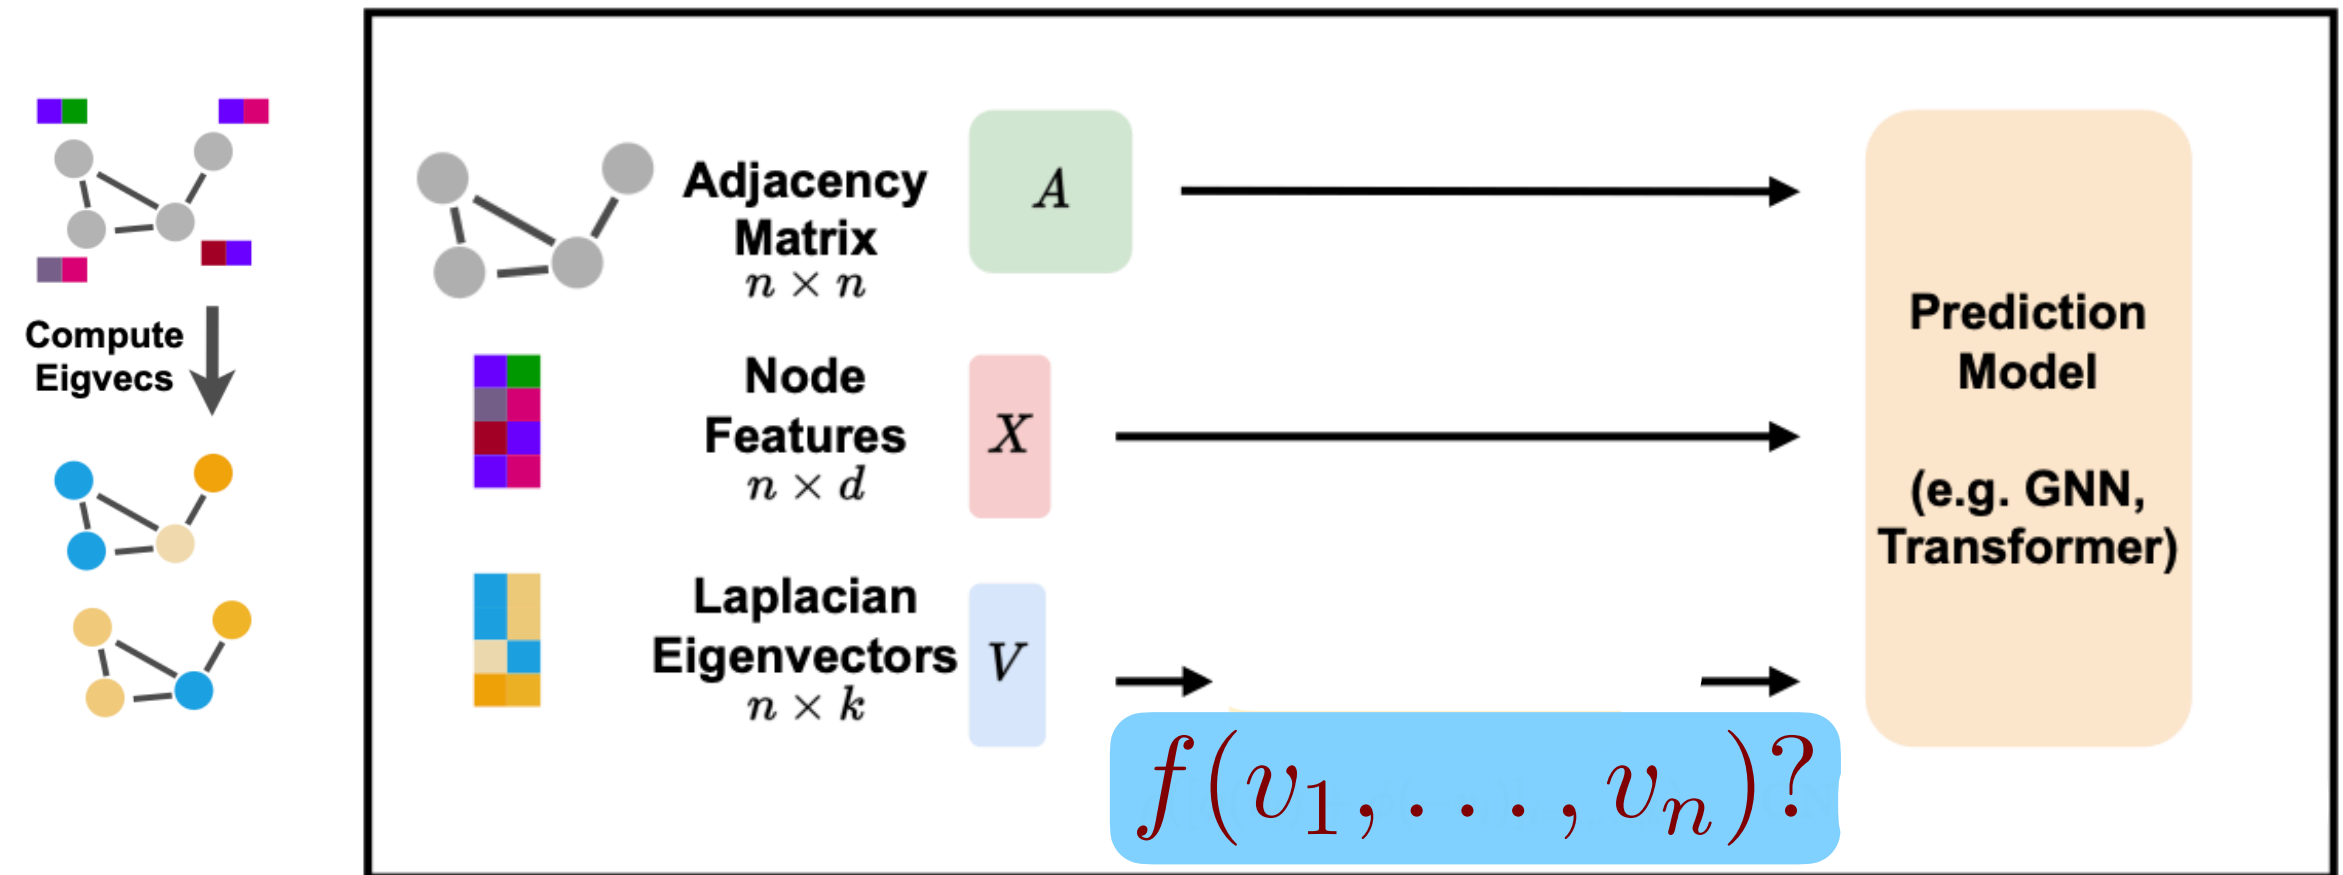 Compute
Eigvecs
Adjacency
Matrix
n × n
A
Node
Features
n × d
X
Laplacian
Eigenvectors
n × k
V
f(v₁, . . . , vₙ)?
Prediction
Model
(e.g. GNN,
Transformer)